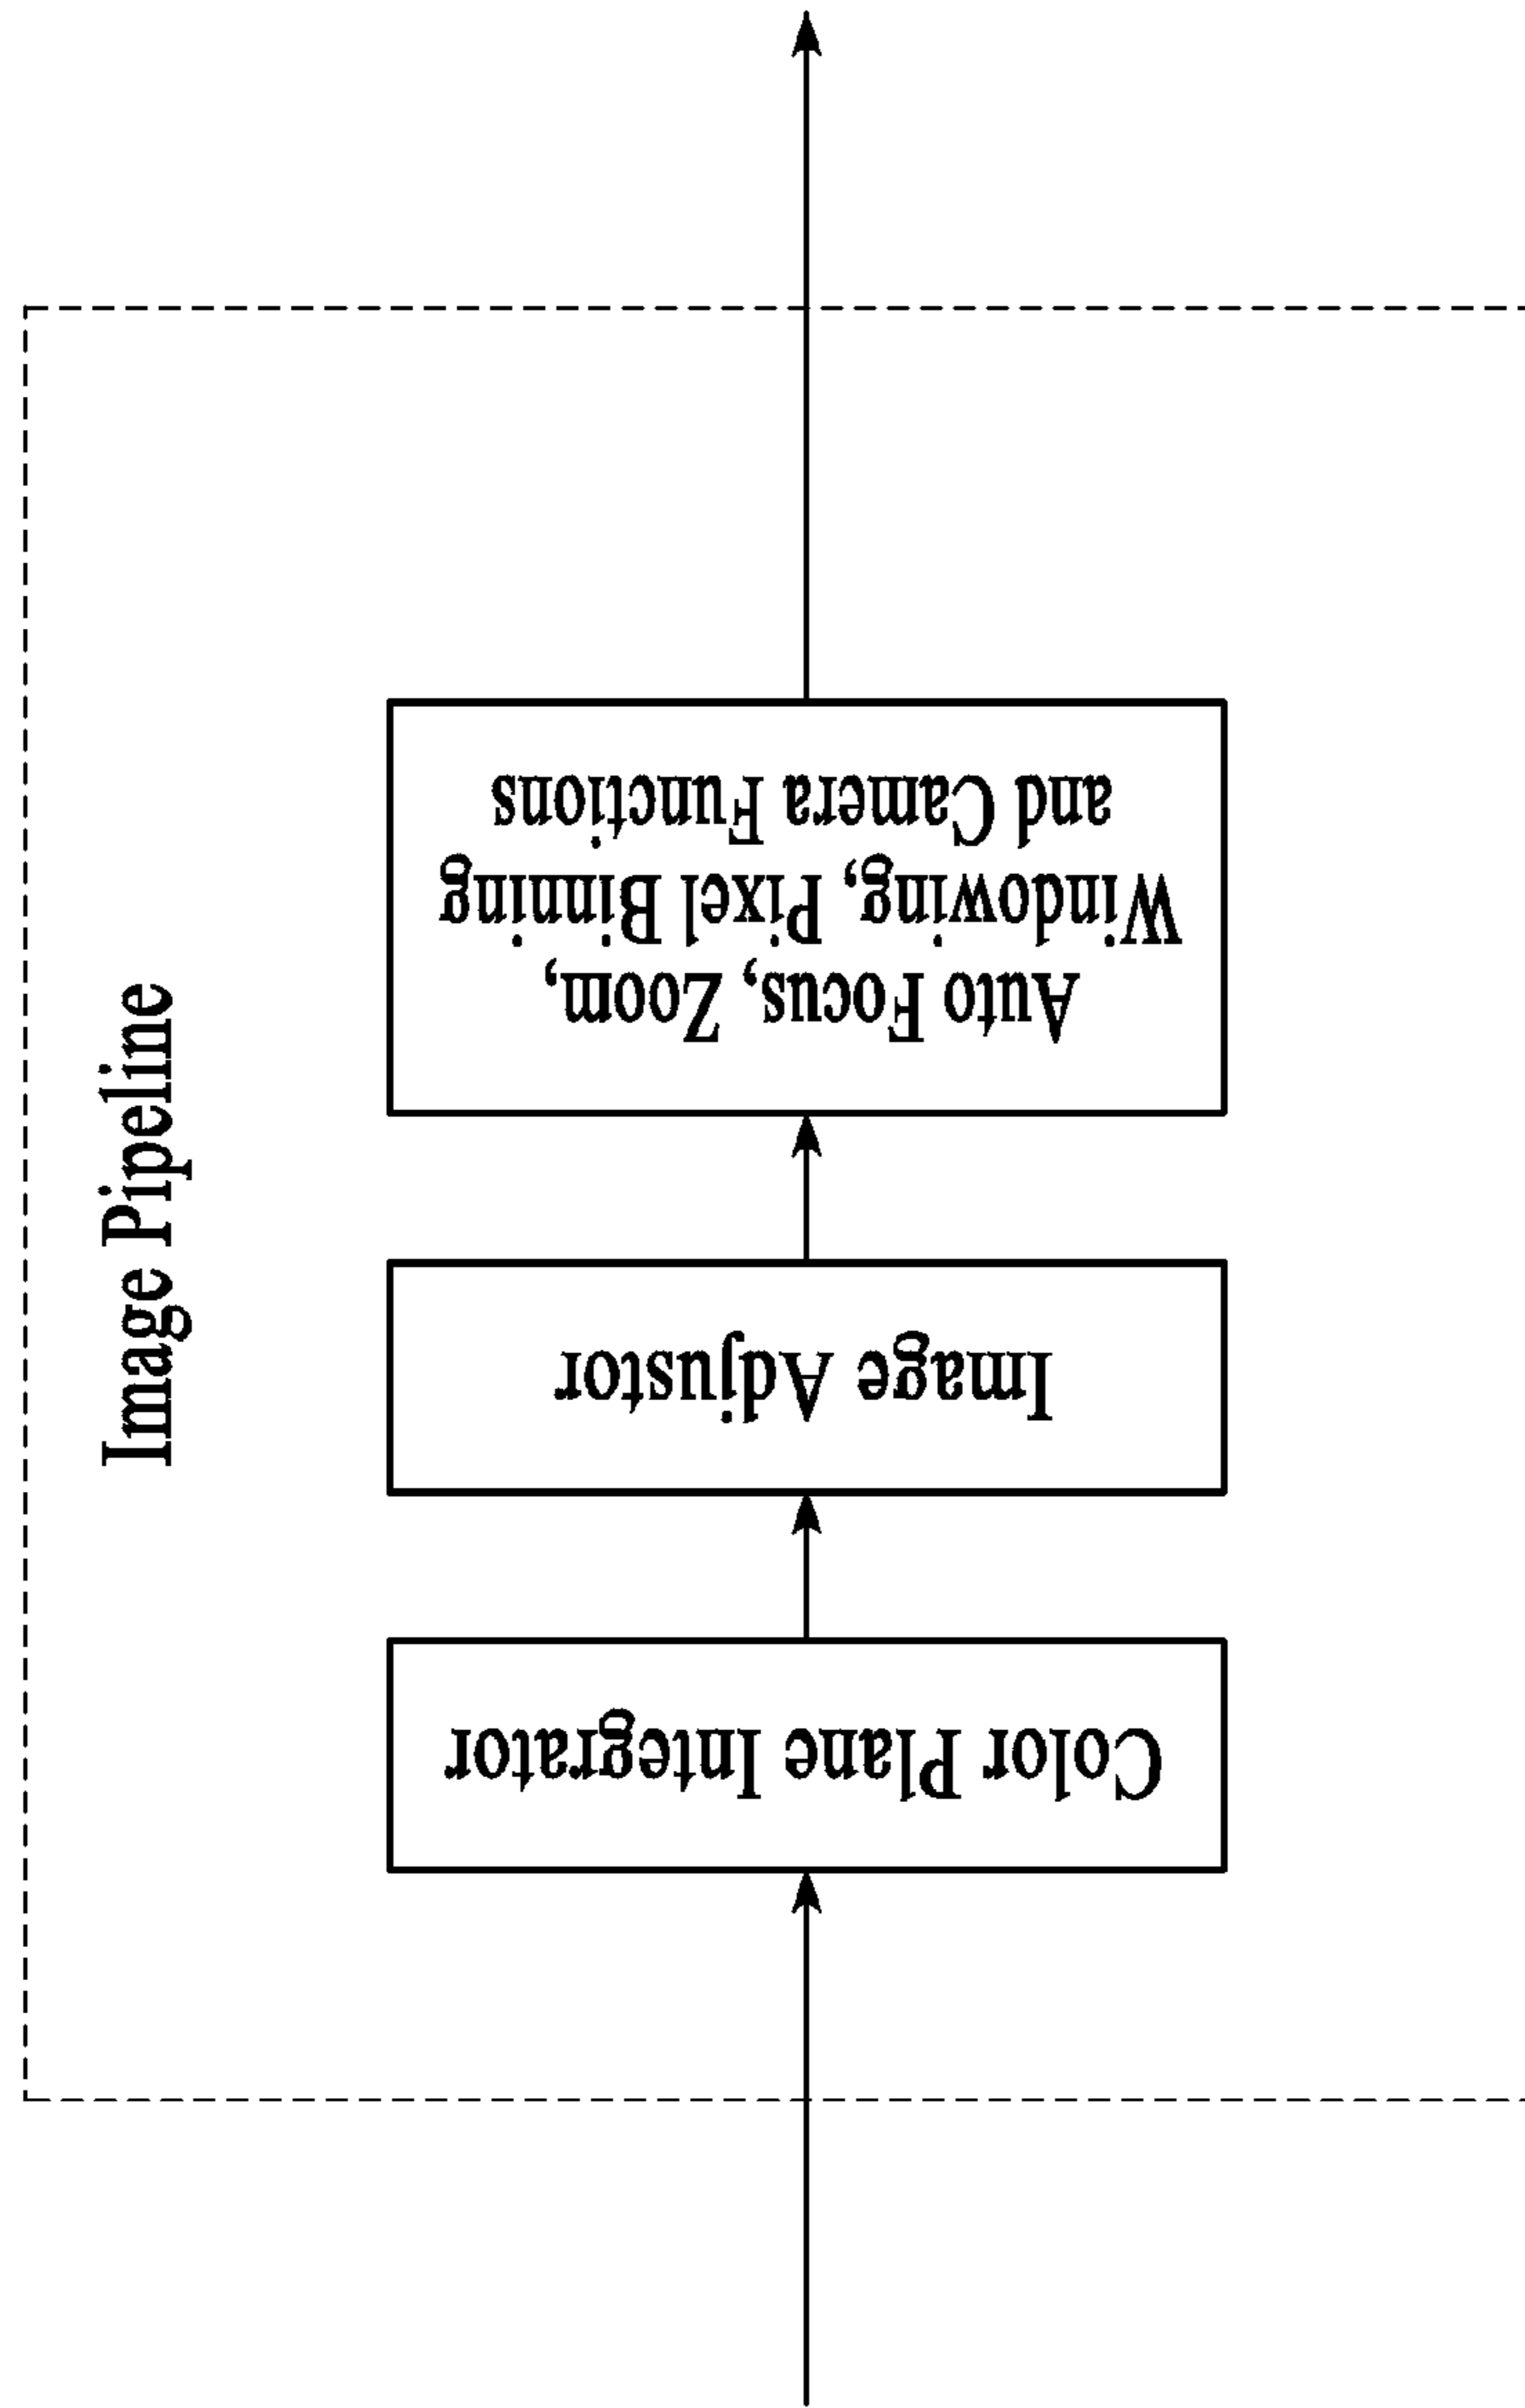 Image Pipeline
Color Plane Integrator
Image Adjustor
Auto Focus, Zoom,
Windowing, Pixel Binning
and Camera Functions